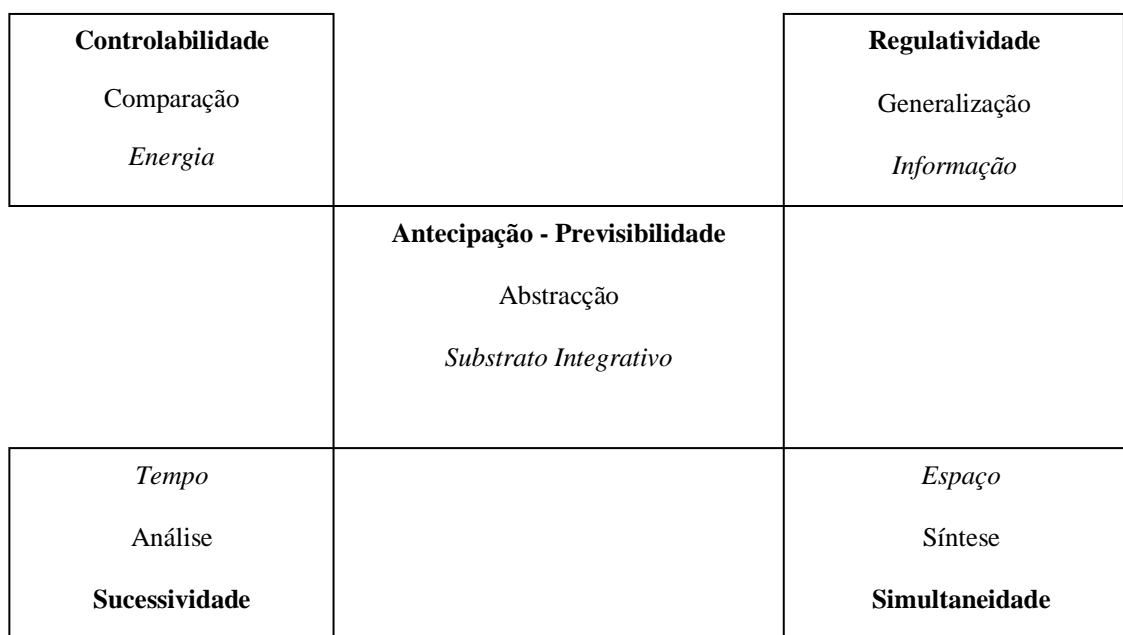 Controlabilidade
Comparação
Energia
Regulatividade
Generalização
Informação
Antecipação - Previsibilidade
Abstracção
Substrato Integrativo
Tempo
Análise
Sucessividade
Espaço
Síntese
Simultaneidade